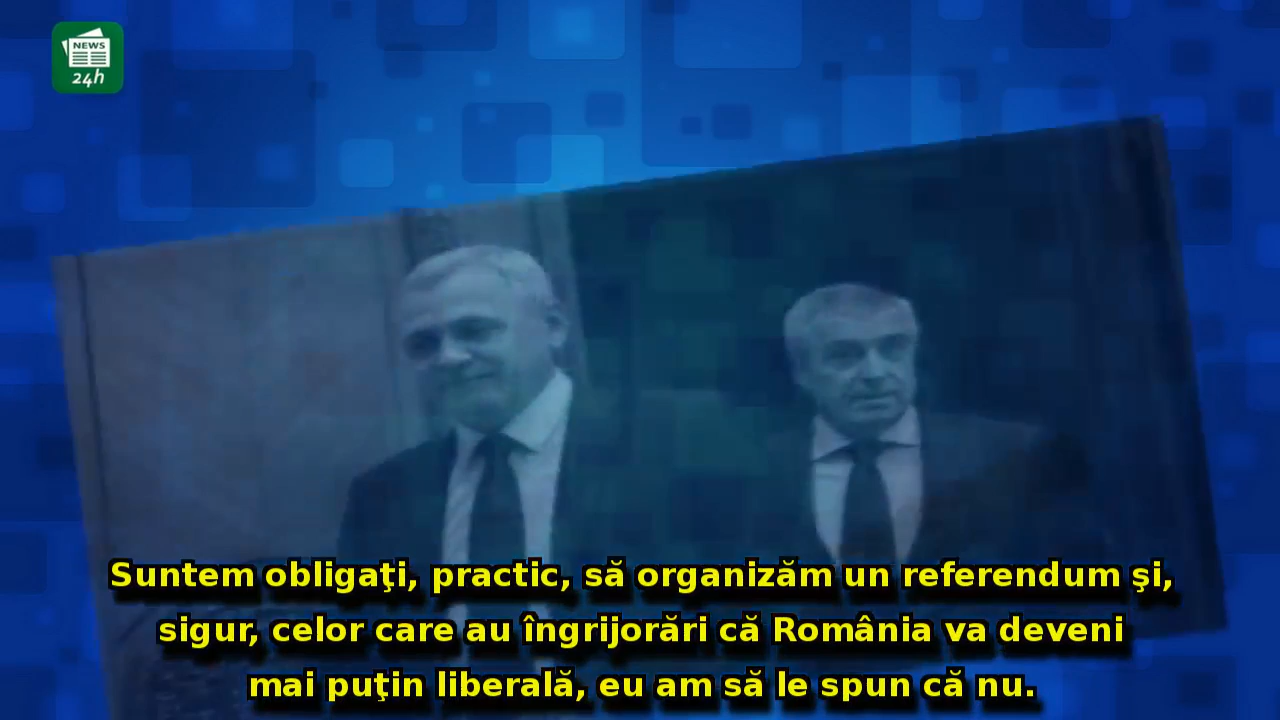 NEWS
24h
Suntem obligaţi, practic, să organizăm un referendum şi,
sigur, celor care au îngrijorări că România va deveni
mai puţin liberală, eu am să le spun că nu.